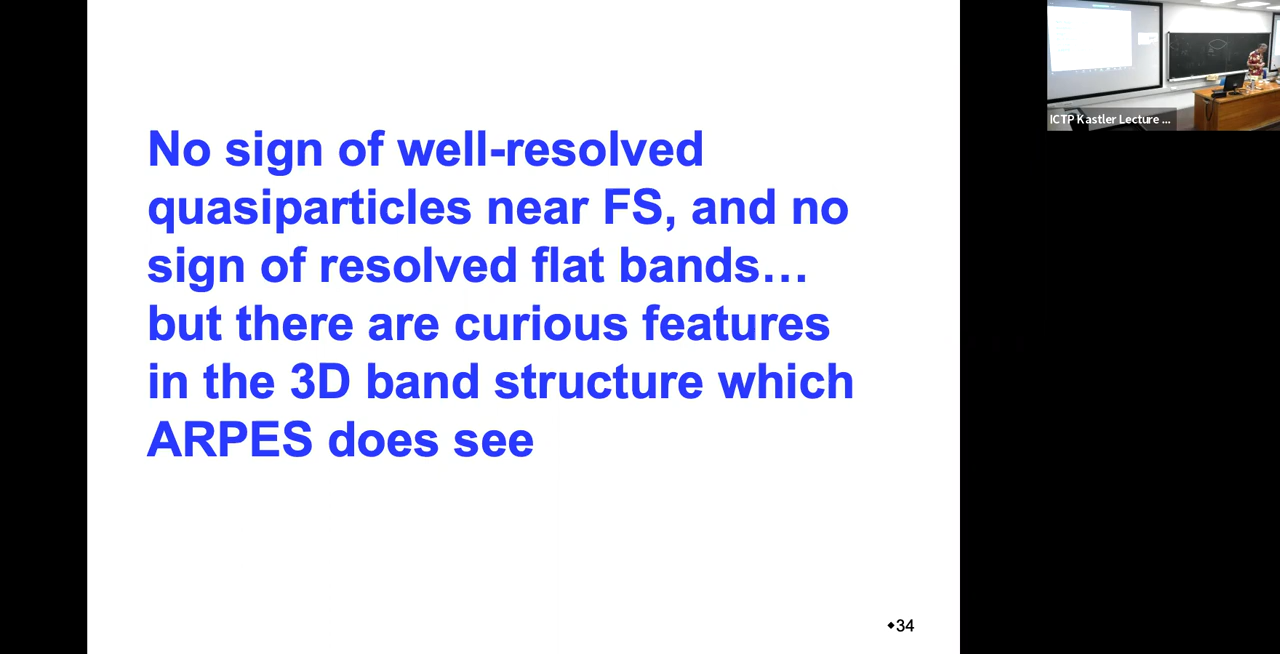 No sign of well-resolved
quasiparticles near FS, and no
sign of resolved flat bands…
but there are curious features
in the 3D band structure which
ARPES does see
◆34
ICTP Kastler Lecture ...